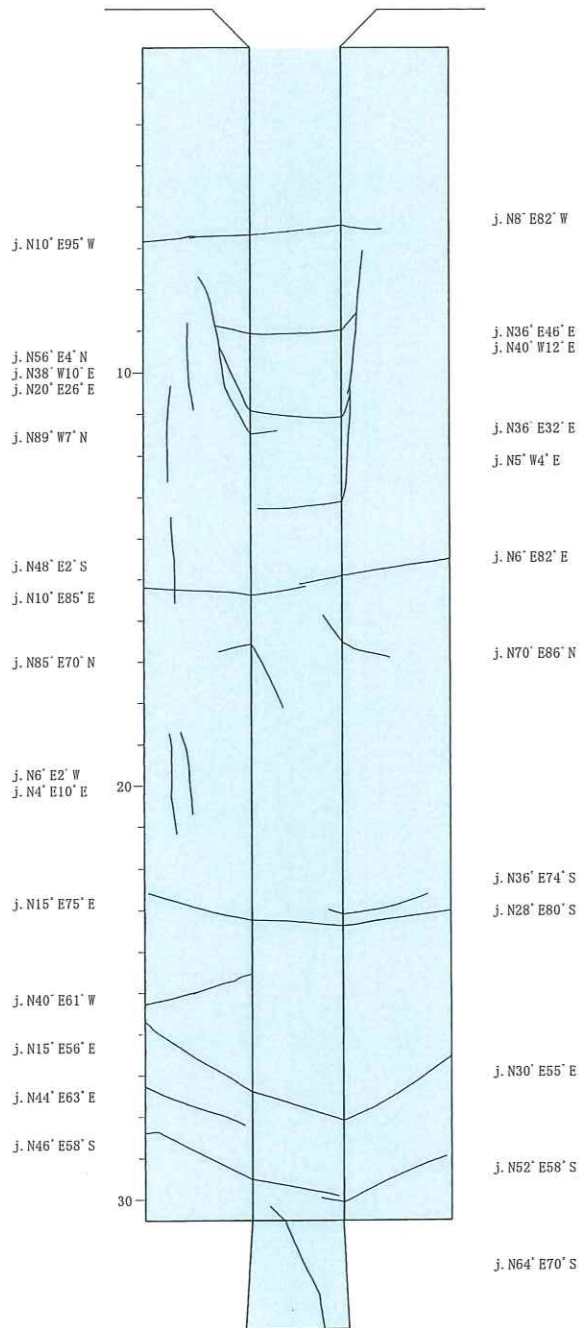 j. N10° E95° W
j. N56° E4° N
j. N38° W10° E
j. N20° E26° E
j. N89° W7° N
j. N48° E2° S
j. N10° E85° E
j. N85° E70° N
j. N6° E2° W
j. N4° E10° E
j. N15° E75° E
j. N40° E61° W
j. N15° E56° E
j. N44° E63° E
j. N46° E58° S
10
20
30
j. N8° E82° W
j. N36° E46° E
j. N40° W12° E
j. N36° E32° E
j. N5° W4° E
j. N6° E82° E
j. N70° E86° N
j. N36° E74° S
j. N28° E80° S
j. N30° E55° E
j. N52° E58° S
j. N64° E70° S